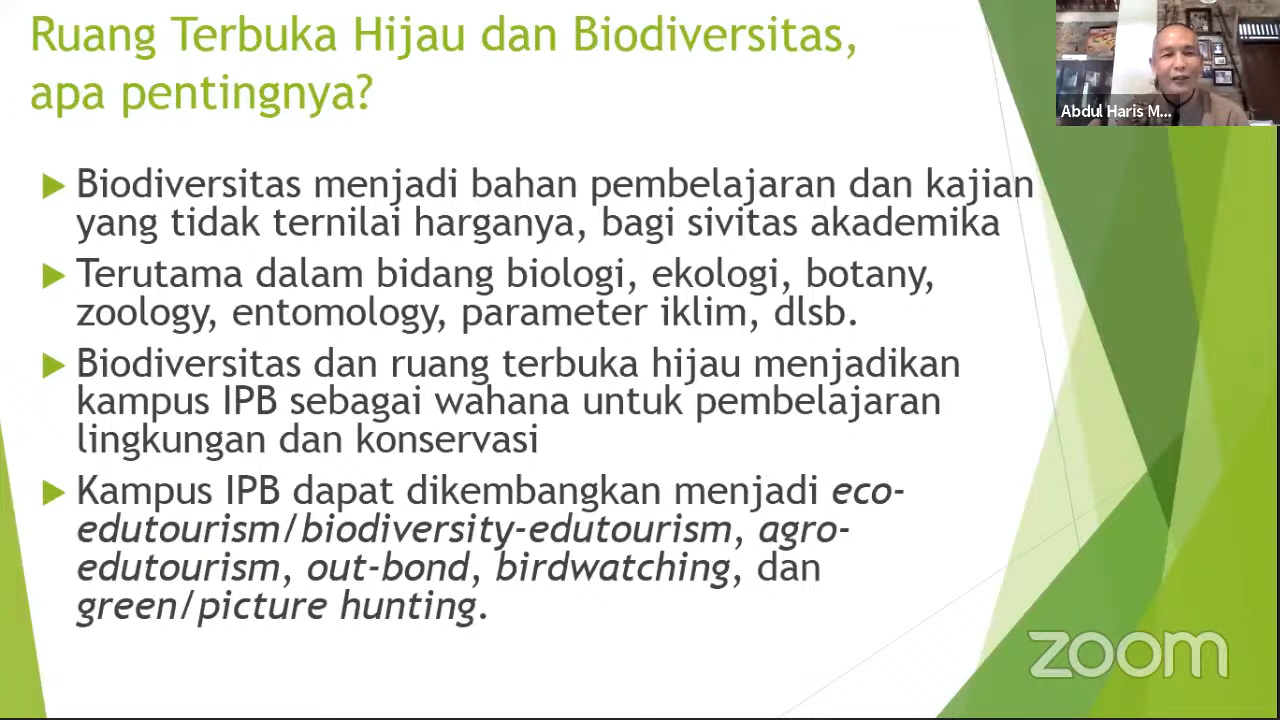 Ruang Terbuka Hijau dan Biodiversitas,
apa pentingnya?
Abdul Haris M...
Biodiversitas menjadi bahan pembelajaran dan kajian
yang tidak ternilai harganya, bagi sivitas akademika
Terutama dalam bidang biologi, ekologi, botany,
zoology, entomology, parameter iklim, dlsb.
Biodiversitas dan ruang terbuka hijau menjadikan
kampus IPB sebagai wahana untuk pembelajaran
lingkungan dan konservasi
Kampus IPB dapat dikembangkan menjadi eco-
edutourism/biodiversity-edutourism, agro-
edutourism, out-bond, birdwatching, dan
green/picture hunting.
zoom